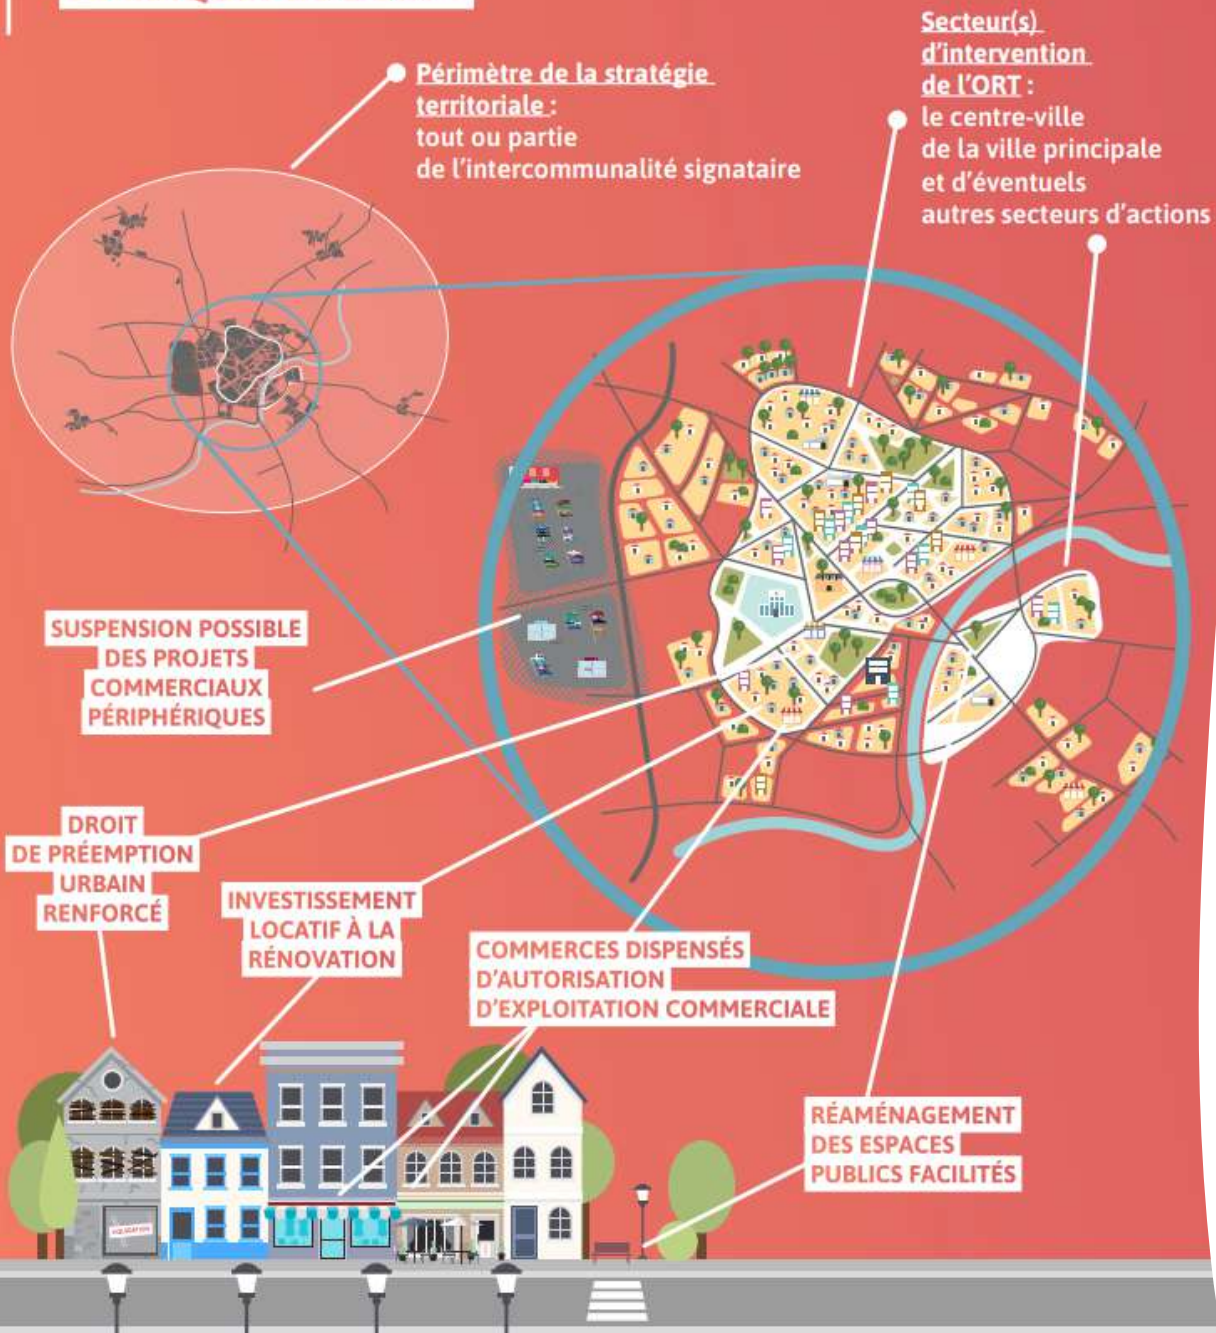 Périmètre de la stratégie
territoriale :
tout ou partie
de l'intercommunalité signataire
Secteur(s)
d'intervention
de l'ORT :
le centre-ville
de la ville principale
et d'éventuels
autres secteurs d'actions
SUSPENSION POSSIBLE
DES PROJETS
COMMERCIAUX
PÉRIPHÉRIQUES
DROIT
DE PRÉEMPTION
URBAIN
RENFORCÉ
INVESTISSEMENT
LOCATIF À LA
RÉNOVATION
COMMERCES DISPENSÉS
D'AUTORISATION
D'EXPLOITATION COMMERCIALE
RÉAMÉNAGEMENT
DES ESPACES
PUBLICS FACILITÉS